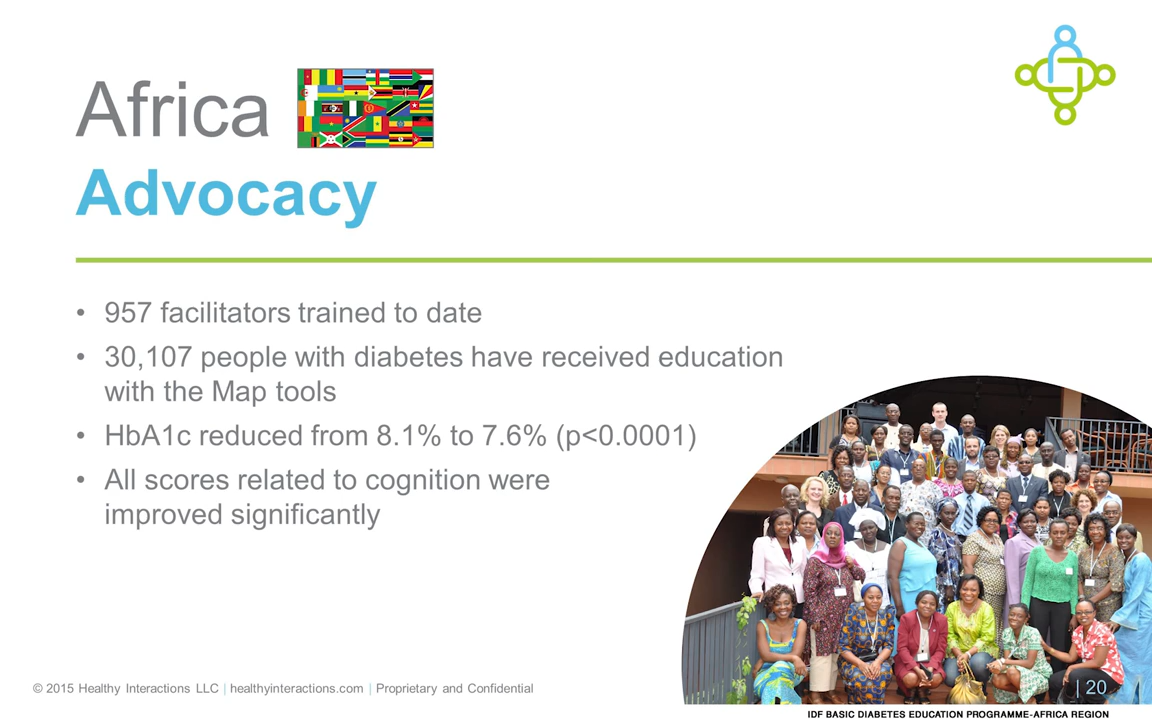 Africa
Advocacy
• 957 facilitators trained to date
• 30,107 people with diabetes have received education
with the Map tools
• HbA1c reduced from 8.1% to 7.6% (p<0.0001)
• All scores related to cognition were
improved significantly
© 2015 Healthy Interactions LLC | healthyinteractions.com | Proprietary and Confidential
| 20
IDF BASIC DIABETES EDUCATION PROGRAMME-AFRICA REGION